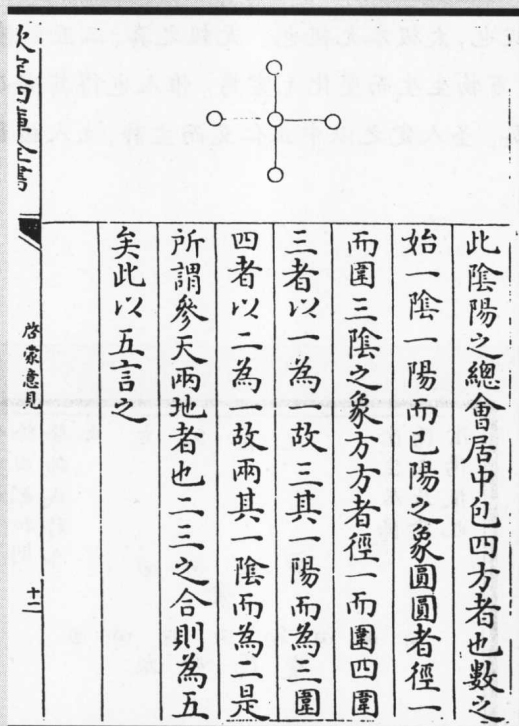 此陰陽之總會居中包四方者也數之
始一陰一陽而已陽之象圓圓者徑一
而圍三陰之象方方者徑一而圍四圍
三者以一為一故三其一陽而為三圍
四者以二為一故兩其一陰而為二是
所謂參天兩地者也二三之合則為五
矣此以五言之
欽定四庫全書
啓蒙意見
十二